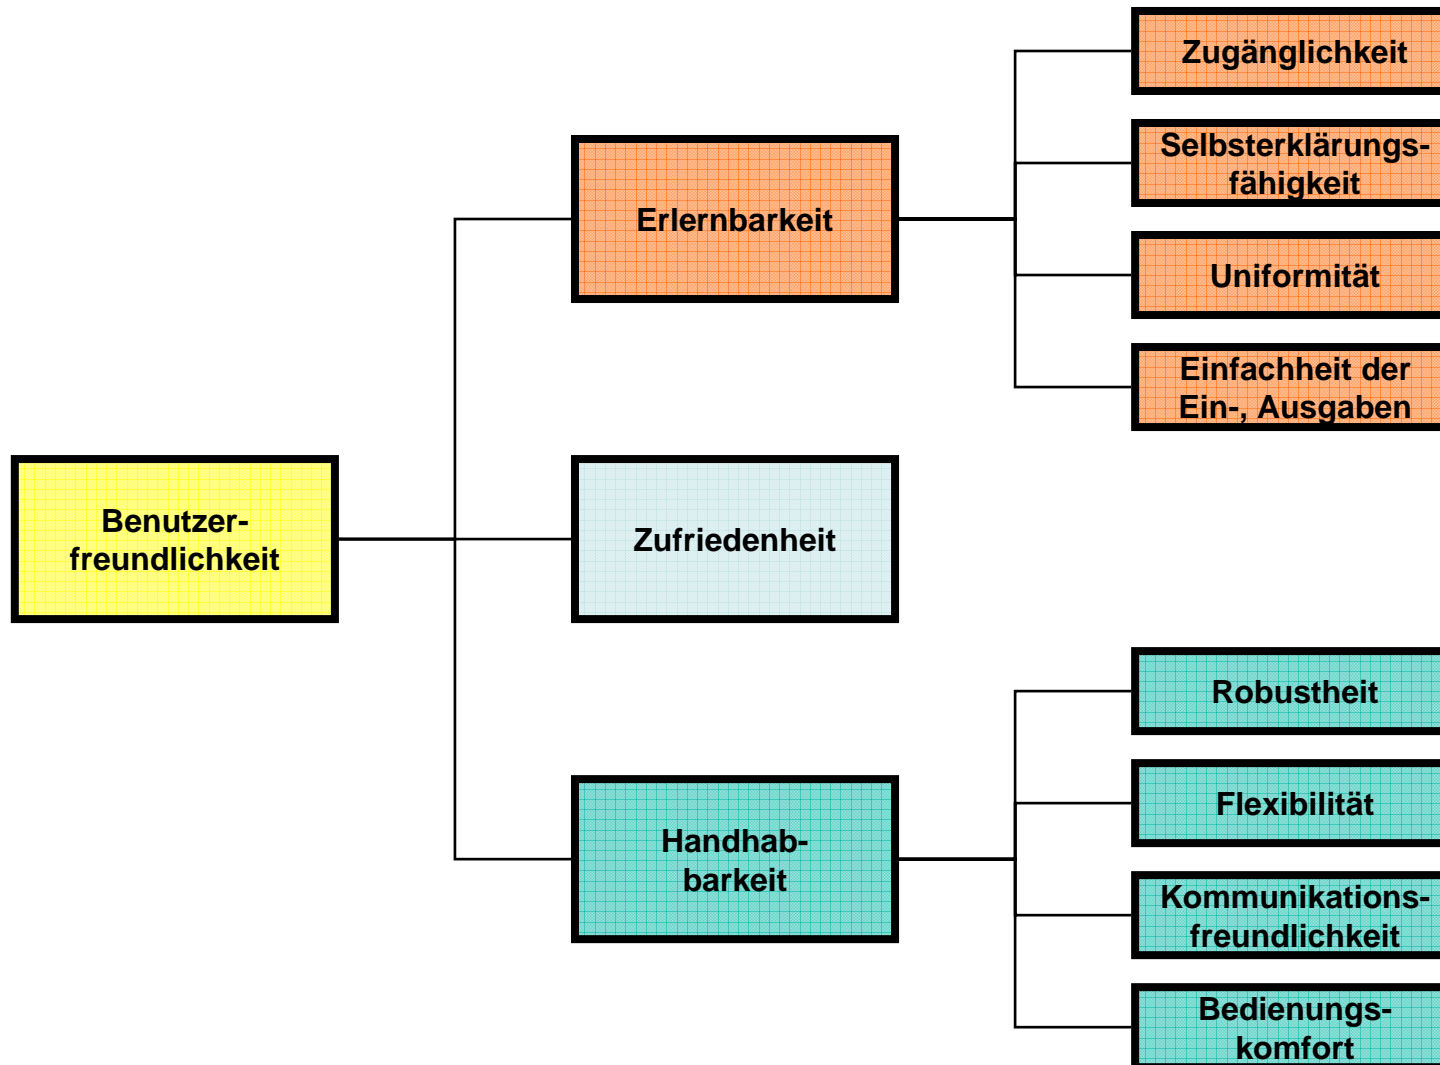 Zugänglichkeit
Selbsterklärungs-
fähigkeit
Erlernbarkeit
Uniformität
Einfachheit der
Ein-, Ausgaben
Benutzer-
freundlichkeit
Zufriedenheit
Robustheit
Flexibilität
Handhab-
barkeit
Kommunikations-
freundlichkeit
Bedienungs-
komfort